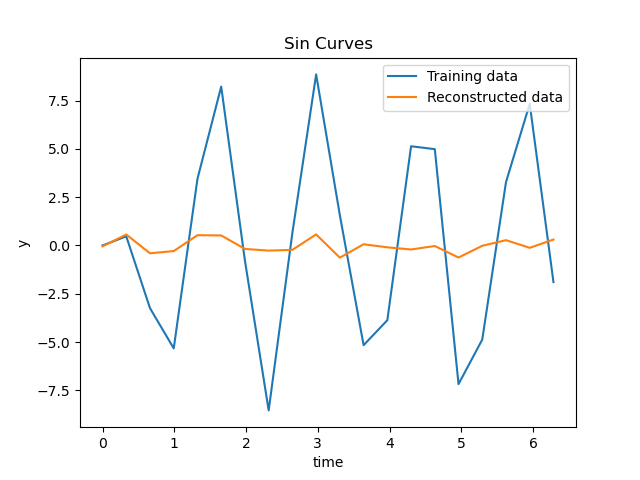 Sin Curves
Training data
Reconstructed data
y
7.5
5.0
2.5
0.0
−2.5
−5.0
−7.5
0 1 2 3 4 5 6
time